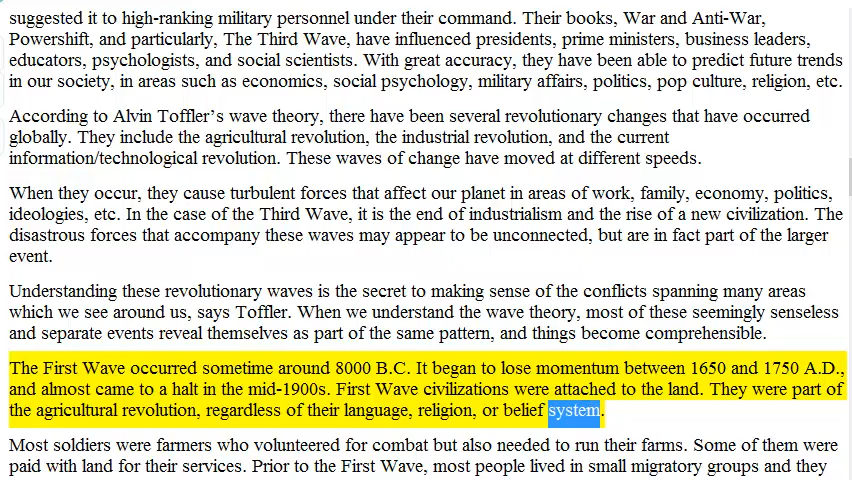 suggested it to high-ranking military personnel under their command. Their books, War and Anti-War,
Powershift, and particularly, The Third Wave, have influenced presidents, prime ministers, business leaders,
educators, psychologists, and social scientists. With great accuracy, they have been able to predict future trends
in our society, in areas such as economics, social psychology, military affairs, politics, pop culture, religion, etc.
According to Alvin Toffler’s wave theory, there have been several revolutionary changes that have occurred
globally. They include the agricultural revolution, the industrial revolution, and the current
information/technological revolution. These waves of change have moved at different speeds.
When they occur, they cause turbulent forces that affect our planet in areas of work, family, economy, politics,
ideologies, etc. In the case of the Third Wave, it is the end of industrialism and the rise of a new civilization. The
disastrous forces that accompany these waves may appear to be unconnected, but are in fact part of the larger
event.
Understanding these revolutionary waves is the secret to making sense of the conflicts spanning many areas
which we see around us, says Toffler. When we understand the wave theory, most of these seemingly senseless
and separate events reveal themselves as part of the same pattern, and things become comprehensible.
The First Wave occurred sometime around 8000 B.C. It began to lose momentum between 1650 and 1750 A.D.,
and almost came to a halt in the mid-1900s. First Wave civilizations were attached to the land. They were part of
the agricultural revolution, regardless of their language, religion, or belief system.
Most soldiers were farmers who volunteered for combat but also needed to run their farms. Some of them were
paid with land for their services. Prior to the First Wave, most people lived in small migratory groups and they